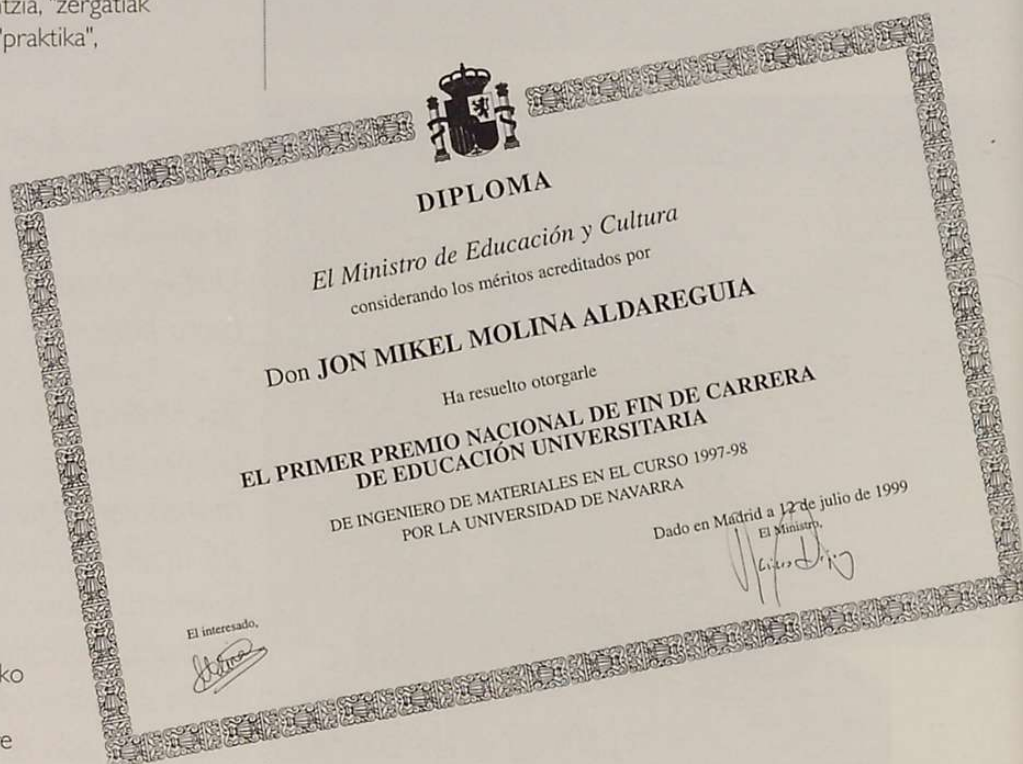 "zergatiak
"praktika",
DIPLOMA
El Ministro de Educación y Cultura
considerando los méritos acreditados por
Don JON MIKEL MOLINA ALDAREGUIA
Ha resuelto otorgarle
EL PRIMER PREMIO NACIONAL DE FIN DE CARRERA
DE EDUCACIÓN UNIVERSITARIA
DE INGENIERO DE MATERIALES EN EL CURSO 1997-98
POR LA UNIVERSIDAD DE NAVARRA
Dado en Madrid a 12 de julio de 1999
El Ministro,
El interesado,